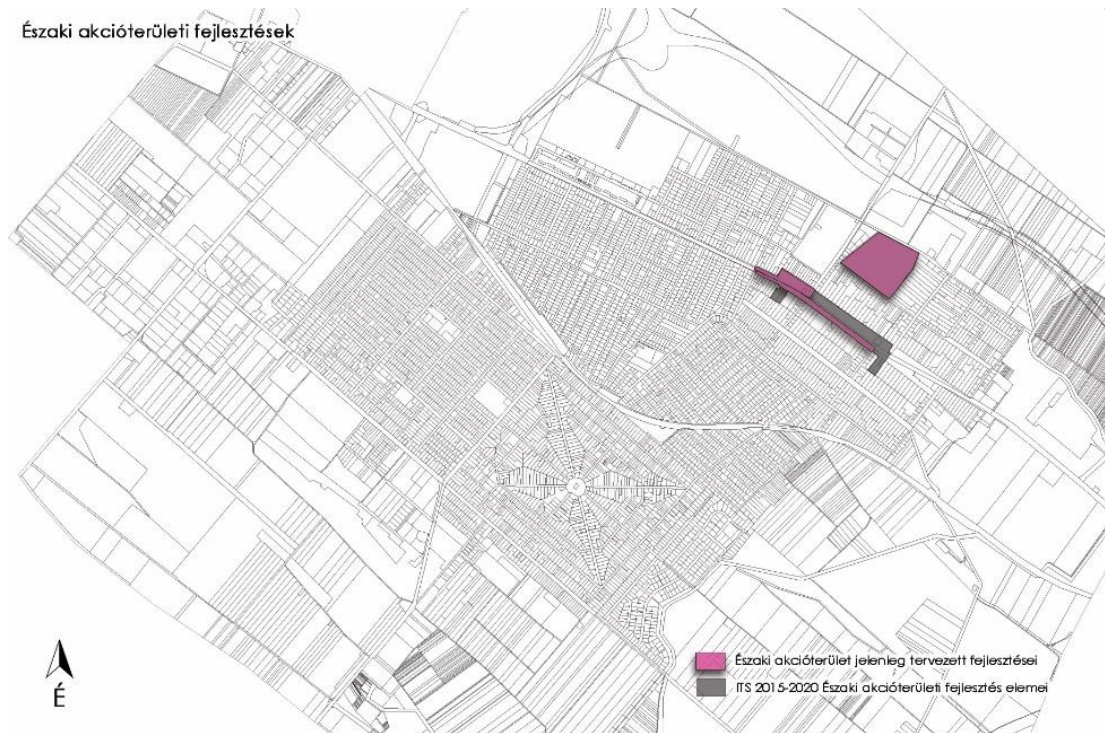 Északi akcióterületi fejlesztések
Északi akcióterület jelenleg tervezett fejlesztései
ITS 2015-2020 Északi akcióterületi fejlesztés elemei
É